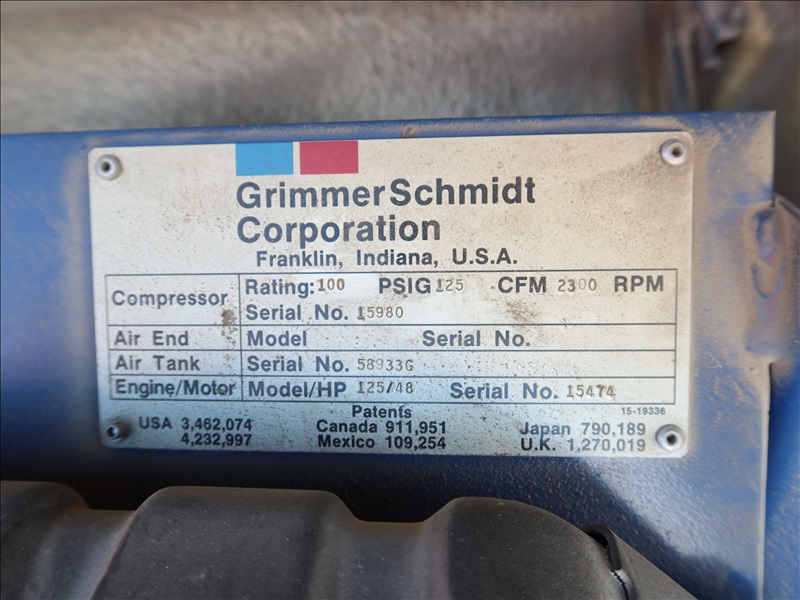 GrimmerSchmidt
Corporation
Franklin, Indiana, U.S.A.
Compressor Rating:100 PSIG 125 CFM 2300 RPM
Serial No. 15980
Air End Model Serial No.
Air Tank Serial No. 58933G
Engine/Motor Model/HP 125/48 Serial No. 15474
Patents 15-19336
USA 3,462,074 Canada 911,951 Japan 790,189
4,232,997 Mexico 109,254 U.K. 1,270,019